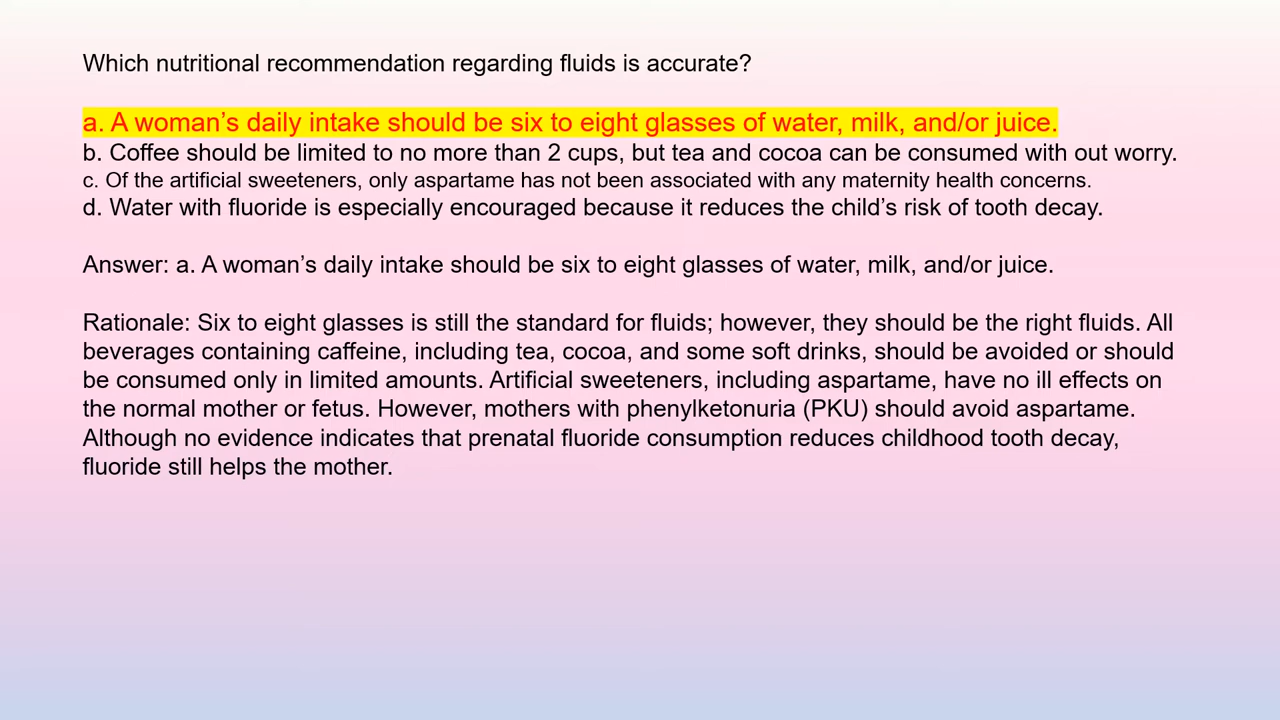 Which nutritional recommendation regarding fluids is accurate?
a. A woman’s daily intake should be six to eight glasses of water, milk, and/or juice.
b. Coffee should be limited to no more than 2 cups, but tea and cocoa can be consumed with out worry.
c. Of the artificial sweeteners, only aspartame has not been associated with any maternity health concerns.
d. Water with fluoride is especially encouraged because it reduces the child’s risk of tooth decay.
Answer: a. A woman’s daily intake should be six to eight glasses of water, milk, and/or juice.
Rationale: Six to eight glasses is still the standard for fluids; however, they should be the right fluids. All
beverages containing caffeine, including tea, cocoa, and some soft drinks, should be avoided or should
be consumed only in limited amounts. Artificial sweeteners, including aspartame, have no ill effects on
the normal mother or fetus. However, mothers with phenylketonuria (PKU) should avoid aspartame.
Although no evidence indicates that prenatal fluoride consumption reduces childhood tooth decay,
fluoride still helps the mother.